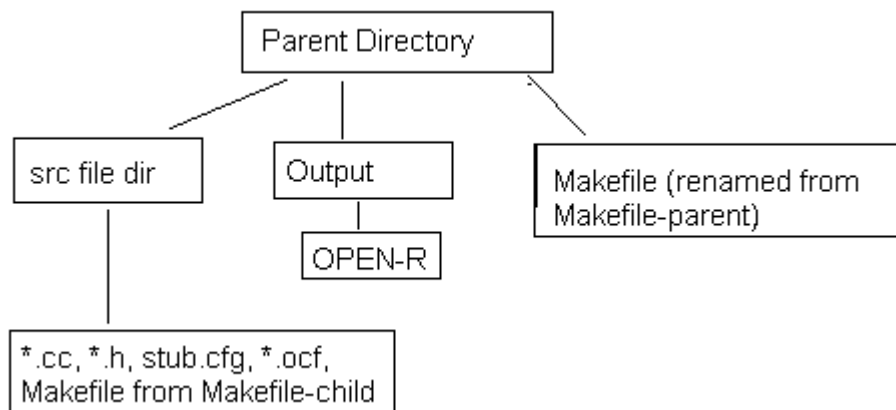 Parent Directory
src file dir
Output
Makefile (renamed from
Makefile-parent)
OPEN-R
*.cc, *.h, stub.cfg, *.ocf,
Makefile from Makefile-child